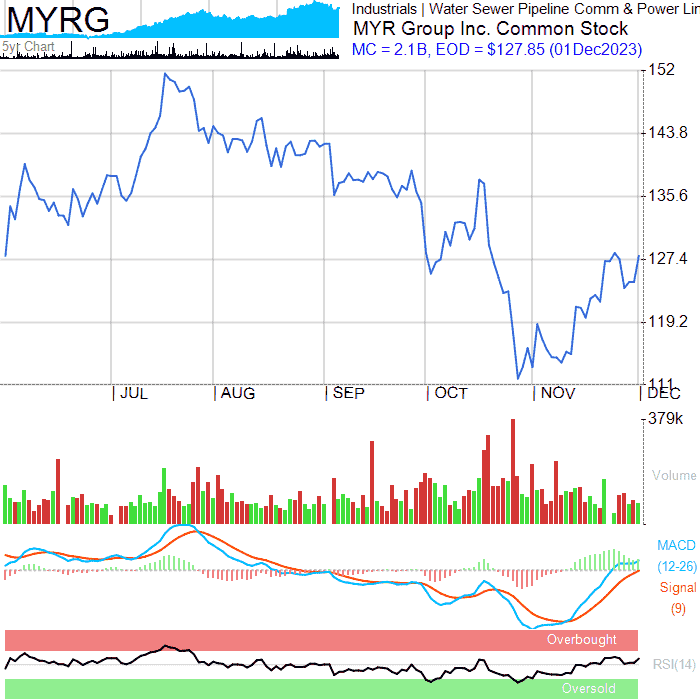 MYRG
5yr Chart
Industrials | Water Sewer Pipeline Comm & Power Lin
MYR Group Inc. Common Stock
MC = 2.1B, EOD = $127.85 (01Dec2023)
152
143.8
135.6
127.4
119.2
111
| JUL | AUG | SEP | OCT | NOV | DEC
379k
Volume
MACD
(12-26)
Signal
(9)
Overbought
RSI(14)
Oversold